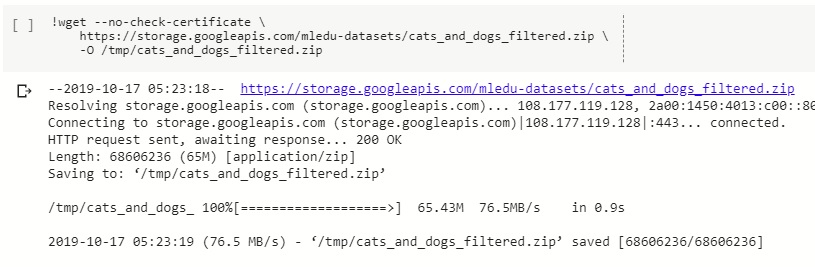 [ ] !wget --no-check-certificate \
https://storage.googleapis.com/mledu-datasets/cats_and_dogs_filtered.zip \
-O /tmp/cats_and_dogs_filtered.zip
--2019-10-17 05:23:18-- https://storage.googleapis.com/mledu-datasets/cats_and_dogs_filtered.zip
Resolving storage.googleapis.com (storage.googleapis.com)... 108.177.119.128, 2a00:1450:4013:c00::80
Connecting to storage.googleapis.com (storage.googleapis.com)|108.177.119.128|:443... connected.
HTTP request sent, awaiting response... 200 OK
Length: 68606236 (65M) [application/zip]
Saving to: ‘/tmp/cats_and_dogs_filtered.zip’
/tmp/cats_and_dogs_ 100%[===================>] 65.43M 76.5MB/s in 0.9s
2019-10-17 05:23:19 (76.5 MB/s) - ‘/tmp/cats_and_dogs_filtered.zip’ saved [68606236/68606236]